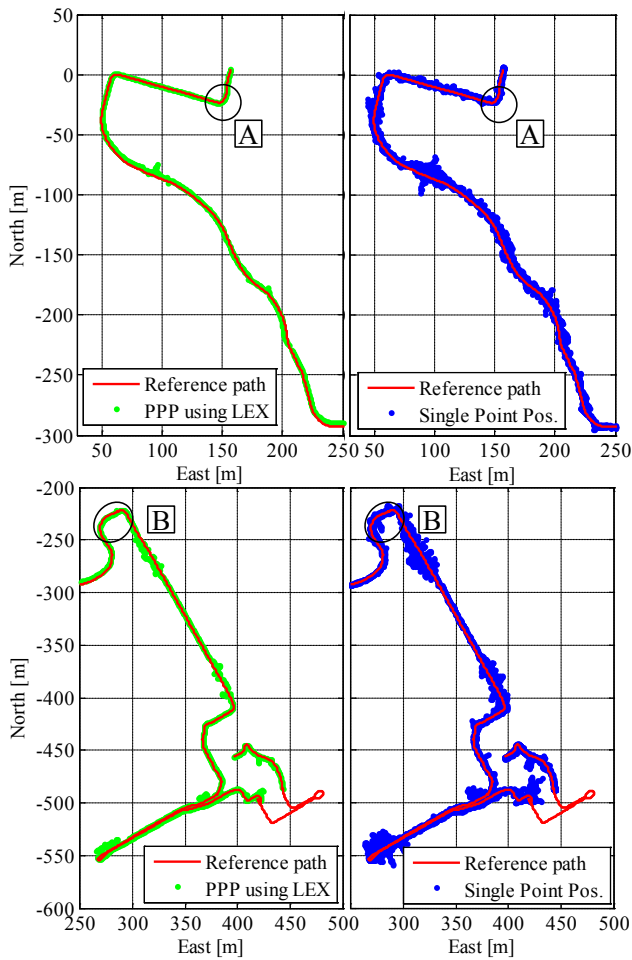 50
0
-50
-100
-150
-200
-250
-300
North [m]
A
Reference path
PPP using LEX
50 100 150 200 250
East [m]
A
Reference path
Single Point Pos.
50 100 150 200 250
East [m]
-200
-250
-300
-350
-400
-450
-500
-550
-600
North [m]
B
Reference path
PPP using LEX
250 300 350 400 450 500
East [m]
B
Reference path
Single Point Pos.
300 350 400 450 500
East [m]